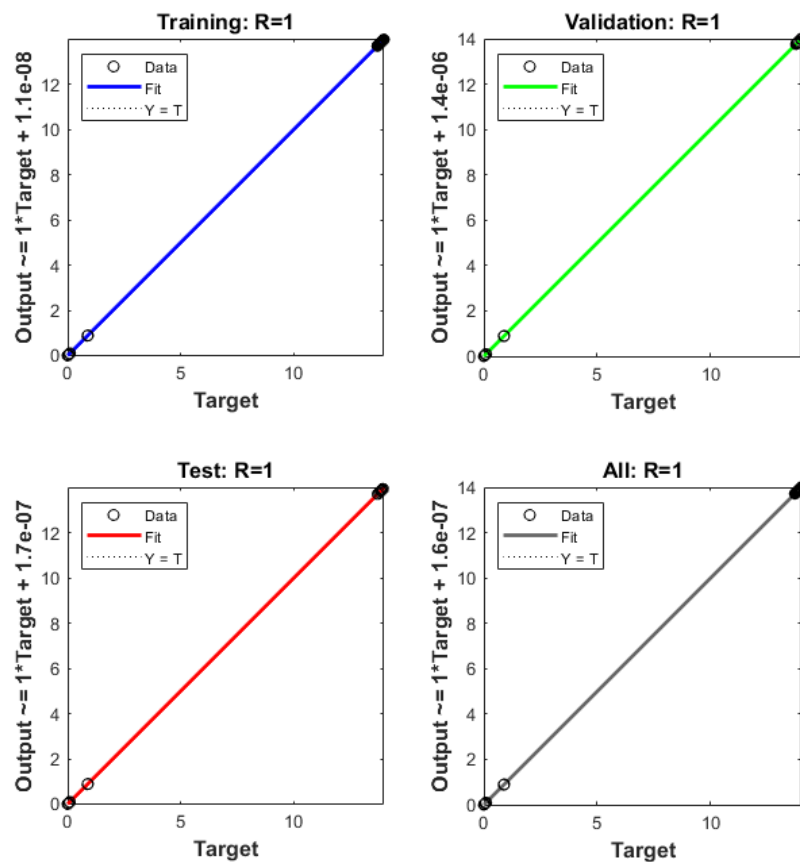 Training: R=1
Output ~= 1*Target + 1.1e-08
14
12
10
8
6
4
2
0
Data
Fit
Y = T
0 5 10
Target
Validation: R=1
Output ~= 1*Target + 1.4e-06
14
12
10
8
6
4
2
0
Data
Fit
Y = T
0 5 10
Target
Test: R=1
Output ~= 1*Target + 1.7e-07
12
10
8
6
4
2
0
Data
Fit
Y = T
0 5 10
Target
All: R=1
Output ~= 1*Target + 1.6e-07
14
12
10
8
6
4
2
0
Data
Fit
Y = T
0 5 10
Target